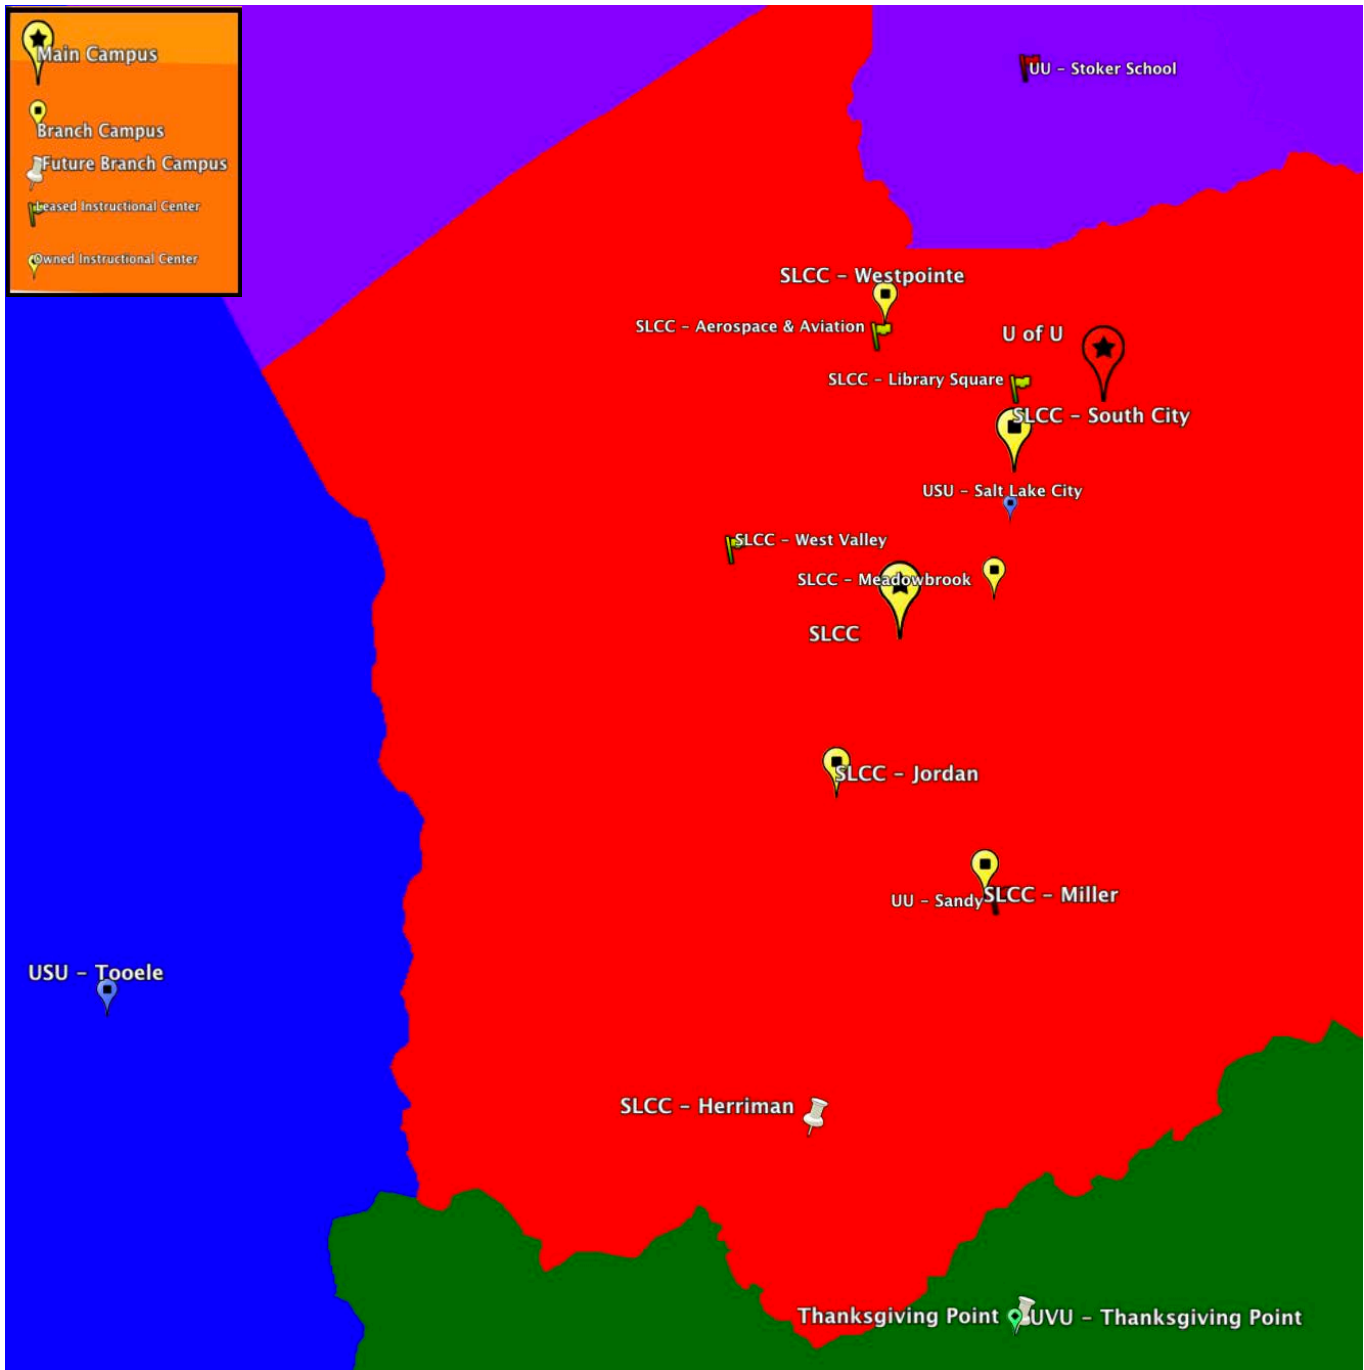 Main Campus
Branch Campus
Future Branch Campus
Leased Instructional Center
Owned Instructional Center
UU – Stoker School
SLCC – Westpointe
SLCC – Aerospace & Aviation
U of U
SLCC – Library Square
SLCC – South City
USU – Salt Lake City
SLCC – West Valley
SLCC – Meadowbrook
SLCC
SLCC – Jordan
UU – Sandy
SLCC – Miller
USU – Tooele
SLCC – Herriman
Thanksgiving Point
UVU – Thanksgiving Point